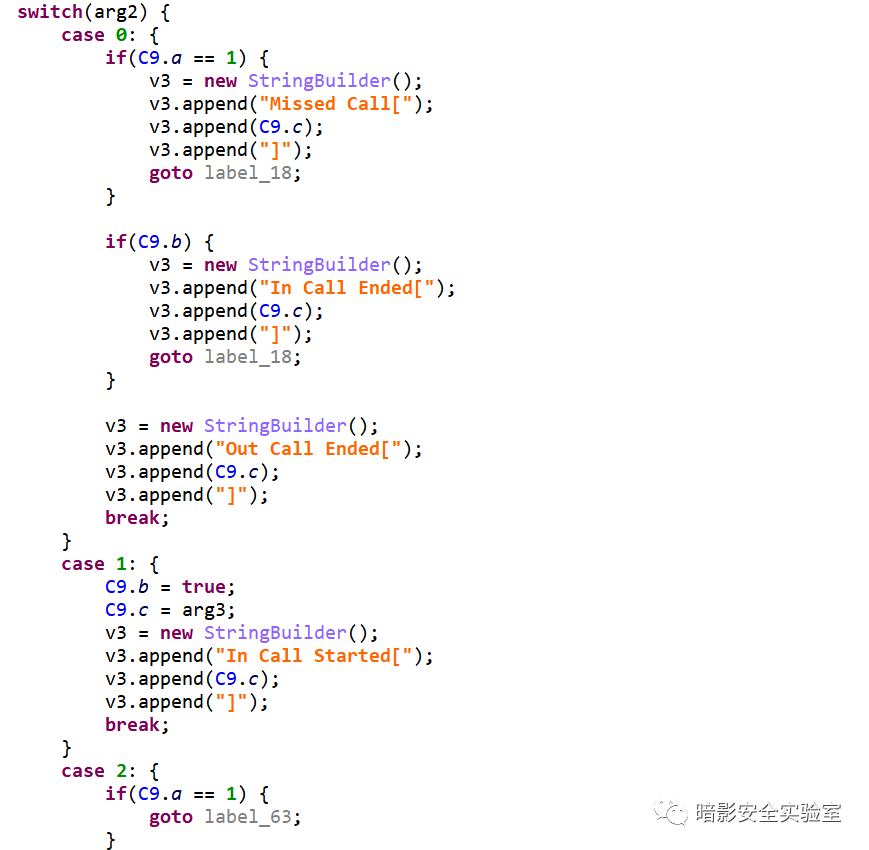 switch(arg2) {
    case 0: {
        if(C9.a == 1) {
            v3 = new StringBuilder();
            v3.append("Missed Call[");
            v3.append(C9.c);
            v3.append("]");
            goto label_18;
        }

        if(C9.b) {
            v3 = new StringBuilder();
            v3.append("In Call Ended[");
            v3.append(C9.c);
            v3.append("]");
            goto label_18;
        }

        v3 = new StringBuilder();
        v3.append("Out Call Ended[");
        v3.append(C9.c);
        v3.append("]");
        break;
    }
    case 1: {
        C9.b = true;
        C9.c = arg3;
        v3 = new StringBuilder();
        v3.append("In Call Started[");
        v3.append(C9.c);
        v3.append("]");
        break;
    }
    case 2: {
        if(C9.a == 1) {
            goto label_63;
        }
暗影安全实验室